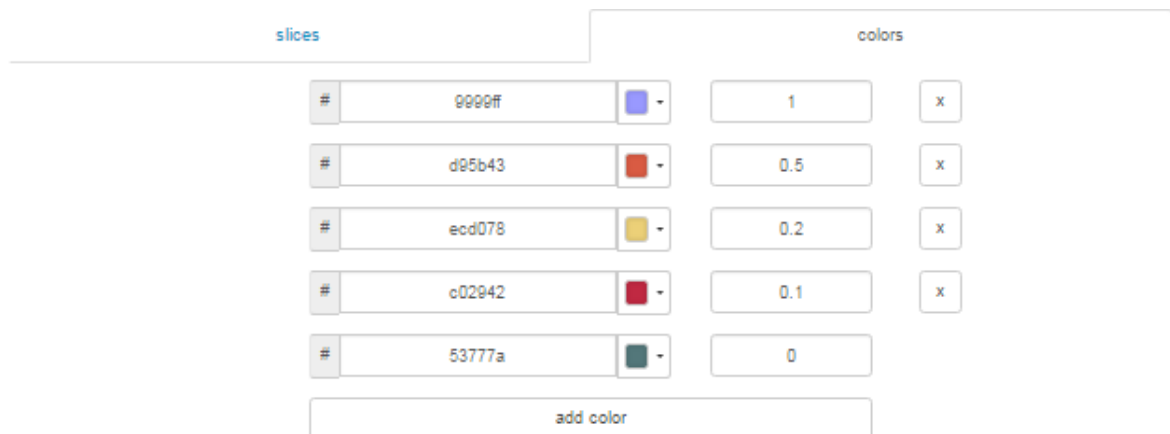 slices colors
# 9999ff 1 x
# d95b43 0.5 x
# ecd078 0.2 x
# c02942 0.1 x
# 53777a 0
add color